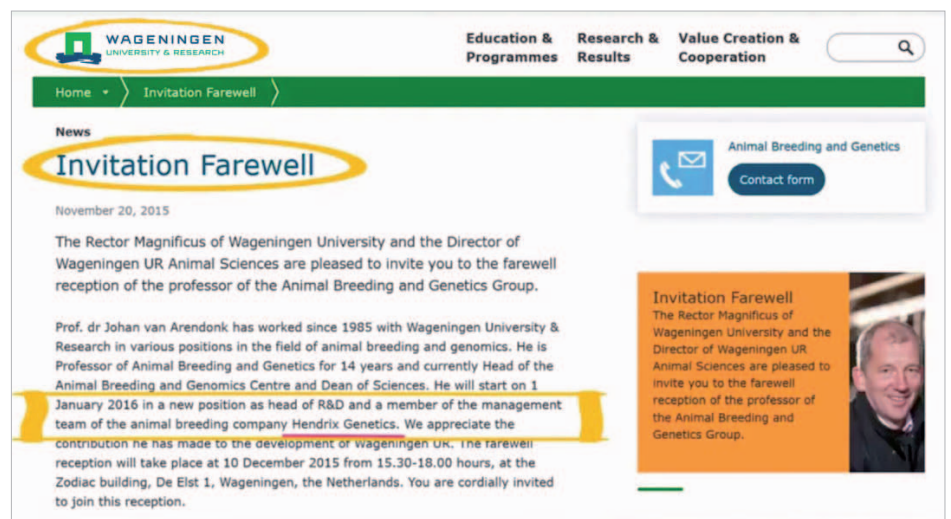 WAGENINGEN
UNIVERSITY & RESEARCH
Education &
Programmes
Research &
Results
Value Creation &
Cooperation
Home
Invitation Farewell
News
Invitation Farewell
November 20, 2015
The Rector Magnificus of Wageningen University and the Director of
Wageningen UR Animal Sciences are pleased to invite you to the farewell
reception of the professor of the Animal Breeding and Genetics Group.
Prof. dr Johan van Arendonk has worked since 1985 with Wageningen University &
Research in various positions in the field of animal breeding and genomics. He is
Professor of Animal Breeding and Genetics for 14 years and currently Head of the
Animal Breeding and Genomics Centre and Dean of Sciences. He will start on 1
January 2016 in a new position as head of R&D and a member of the management
team of the animal breeding company Hendrix Genetics. We appreciate the
contribution he has made to the development of Wageningen UR. The farewell
reception will take place at 10 December 2015 from 15.30-18.00 hours, at the
Zodiac building, De Elst 1, Wageningen, the Netherlands. You are cordially invited
to join this reception.
Animal Breeding and Genetics
Contact form
Invitation Farewell
The Rector Magnificus of
Wageningen University and the
Director of Wageningen UR
Animal Sciences are pleased to
invite you to the farewell
reception of the professor of
the Animal Breeding and
Genetics Group.